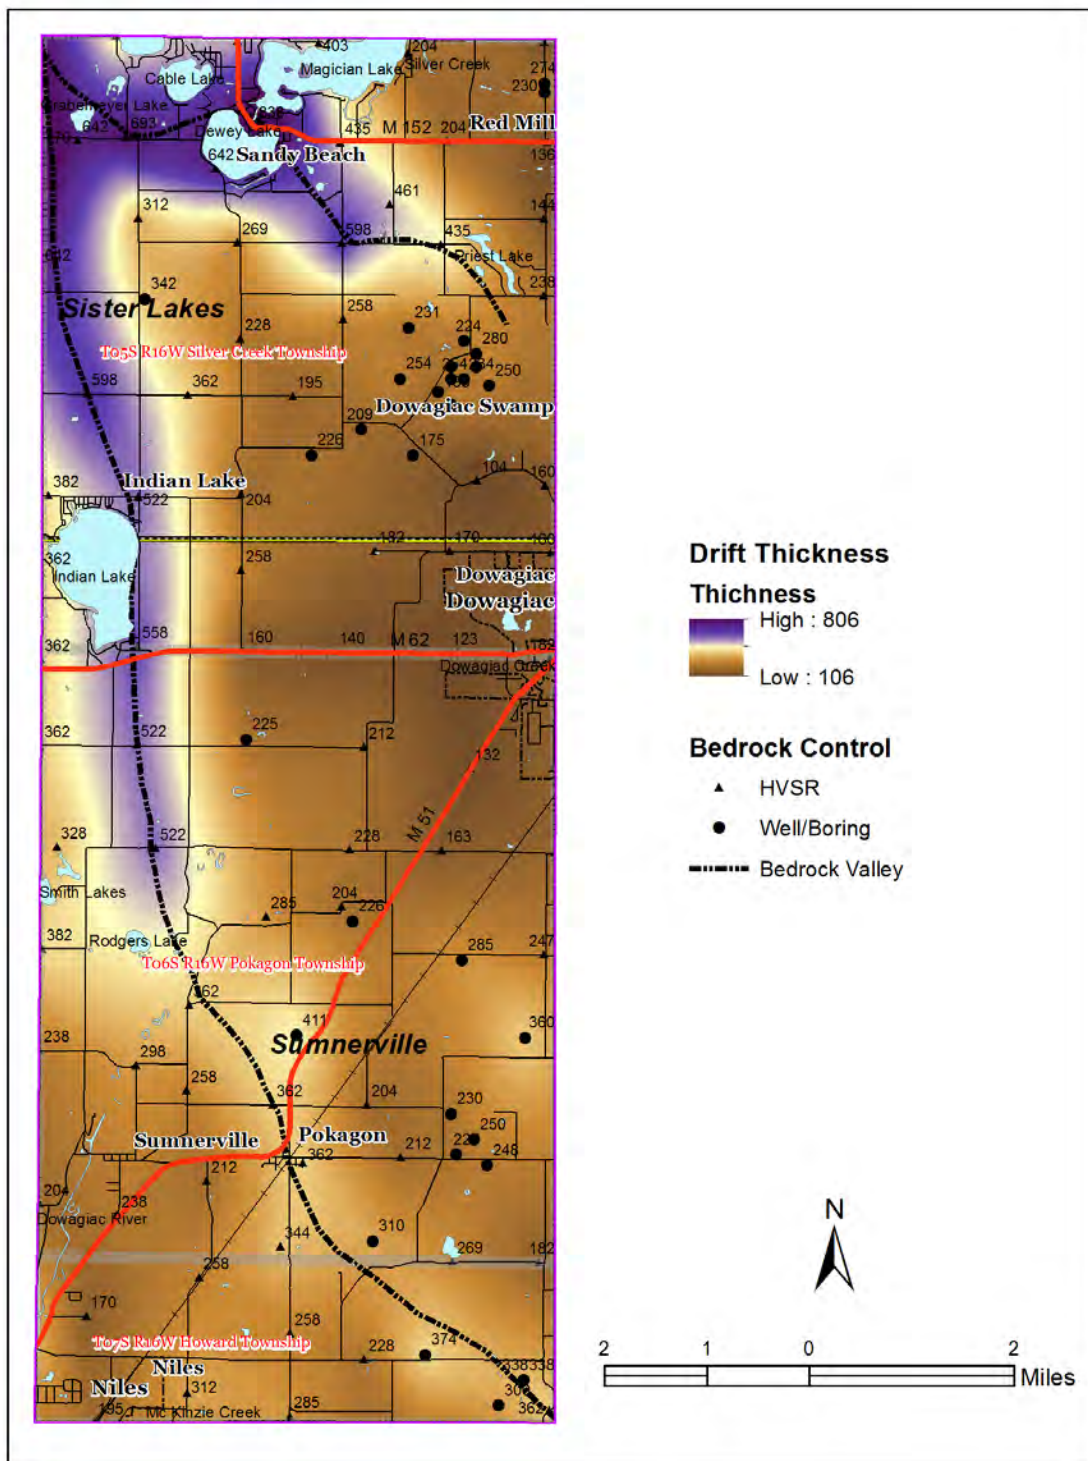 403
204
Silver Creek
274
Cable Lake
Magician Lake
230
642
693
Dewey Lake
435
M 152
204
Red Mill
136
642
Sandy Beach
461
144
312
269
598
435
Priest Lake
238
342
258
231
224
280
Sister Lakes
228
T05S R16W Silver Creek Township
254
250
598
362
195
Dowagiac Swamp
209
226
175
104
160
382
Indian Lake
522
204
182
170
362
258
Indian Lake
Dowagiac
Dowagiac
558
362
160
140
M 62
123
182
Dowagiac Creek
362
522
225
212
132
M 51
328
522
228
163
Smith Lakes
285
204
226
382
Rodgers Lake
285
247
T06S R16W Pokagon Township
362
411
360
238
Sumnerville
298
258
362
204
230
250
Sumnerville
Pokagon
362
212
248
204
212
238
Dowagiac River
344
310
269
182
258
170
258
T07S R16W Howard Township
228
374
338
338
Niles
Niles
312
362
195
Mc Kinzie Creek
285
Drift Thickness
Thichness
High : 806
Low : 106
Bedrock Control
HVSR
Well/Boring
Bedrock Valley
N
2
1
0
2
Miles